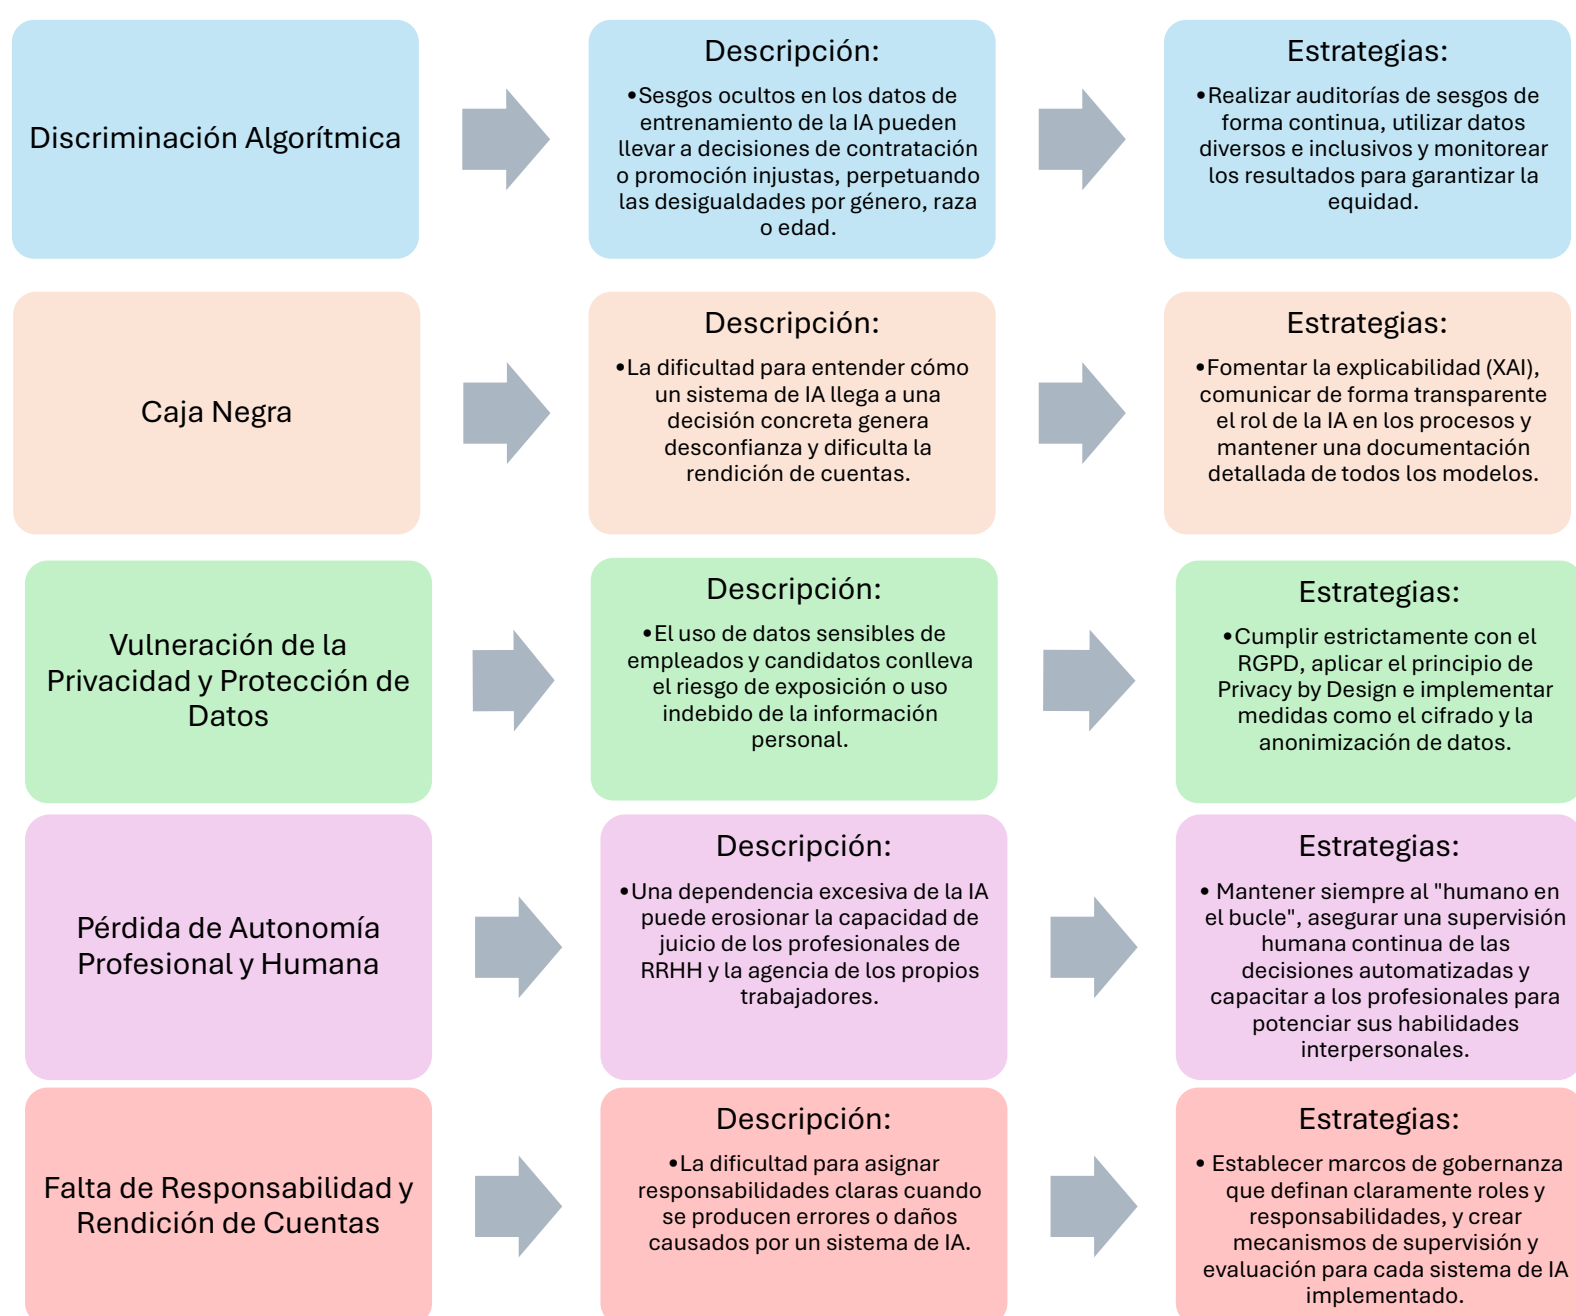 Discriminación Algorítmica
Descripción:
•Sesgos ocultos en los datos de
entrenamiento de la IA pueden
llevar a decisiones de contratación
o promoción injustas, perpetuando
las desigualdades por género, raza
o edad.
Estrategias:
•Realizar auditorías de sesgos de
forma continua, utilizar datos
diversos e inclusivos y monitorear
los resultados para garantizar la
equidad.
Caja Negra
Descripción:
•La dificultad para entender cómo
un sistema de IA llega a una
decisión concreta genera
desconfianza y dificulta la
rendición de cuentas.
Estrategias:
•Fomentar la explicabilidad (XAI),
comunicar de forma transparente
el rol de la IA en los procesos y
mantener una documentación
detallada de todos los modelos.
Vulneración de la
Privacidad y Protección de
Datos
Descripción:
•El uso de datos sensibles de
empleados y candidatos conlleva
el riesgo de exposición o uso
indebido de la información
personal.
Estrategias:
•Cumplir estrictamente con el
RGPD, aplicar el principio de
Privacy by Design e implementar
medidas como el cifrado y la
anonimización de datos.
Pérdida de Autonomía
Profesional y Humana
Descripción:
•Una dependencia excesiva de la IA
puede erosionar la capacidad de
juicio de los profesionales de
RRHH y la agencia de los propios
trabajadores.
Estrategias:
• Mantener siempre al "humano en
el bucle", asegurar una supervisión
humana continua de las
decisiones automatizadas y
capacitar a los profesionales para
potenciar sus habilidades
interpersonales.
Falta de Responsabilidad y
Rendición de Cuentas
Descripción:
•La dificultad para asignar
responsabilidades claras cuando
se producen errores o daños
causados por un sistema de IA.
Estrategias:
• Establecer marcos de gobernanza
que definan claramente roles y
responsabilidades, y crear
mecanismos de supervisión y
evaluación para cada sistema de IA
implementado.